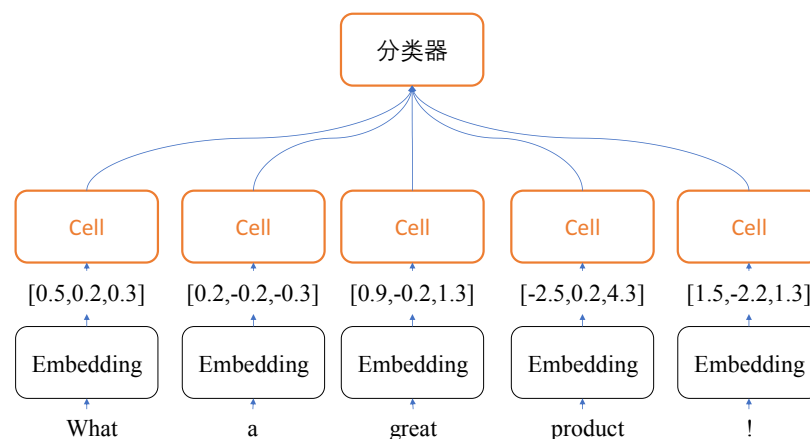 分类器
Cell Cell Cell Cell Cell
[0.5,0.2,0.3] [0.2,-0.2,-0.3] [0.9,-0.2,1.3] [-2.5,0.2,4.3] [1.5,-2.2,1.3]
Embedding Embedding Embedding Embedding Embedding
What a great product !